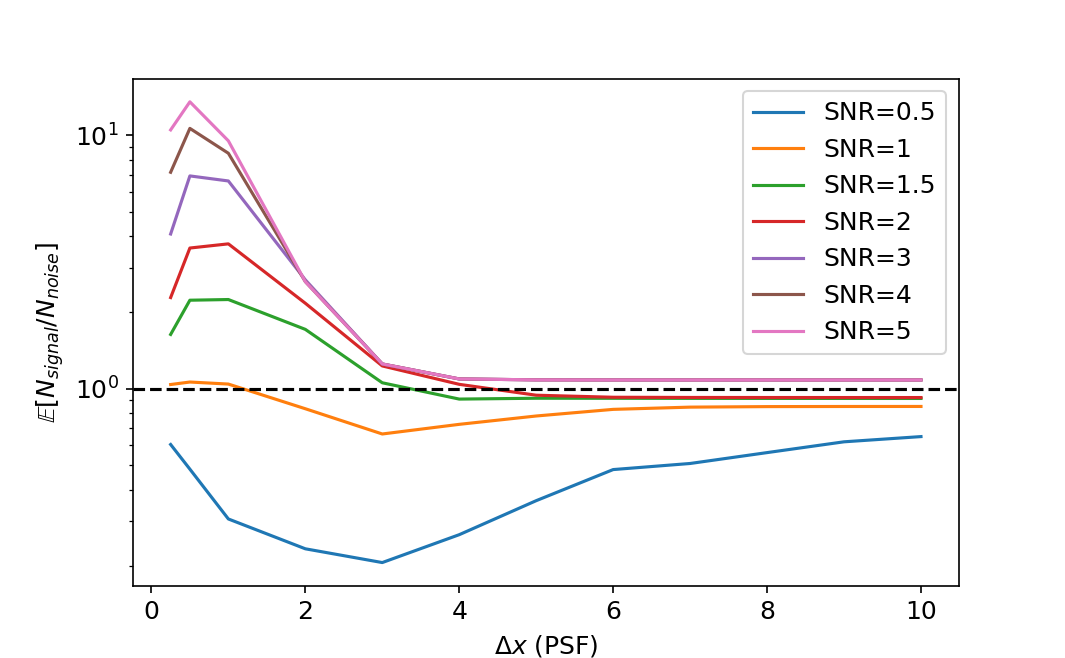 10¹
10⁰
𝔼[N_signal/N_noise]
0 2 4 6 8 10
Δx (PSF)
SNR=0.5
SNR=1
SNR=1.5
SNR=2
SNR=3
SNR=4
SNR=5